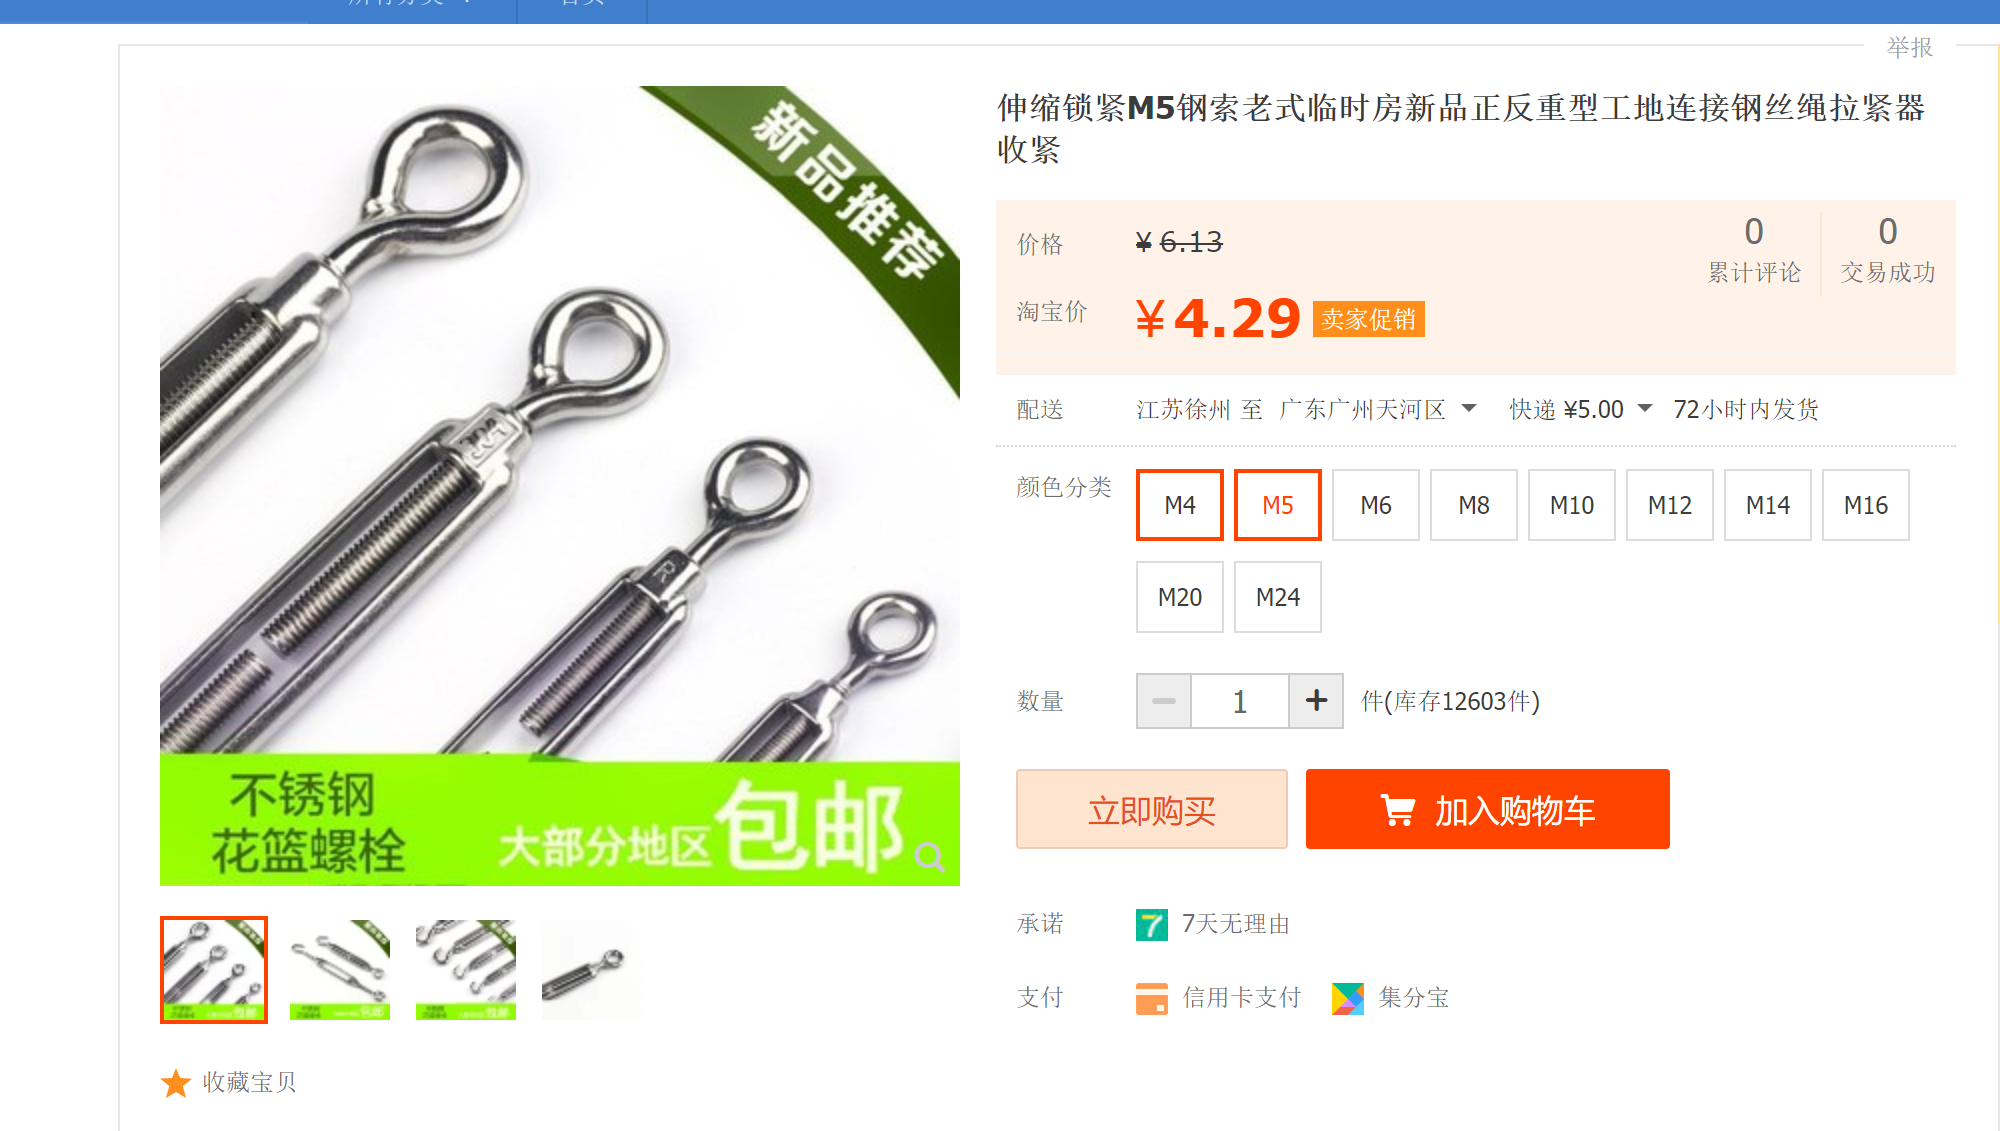 举报
新品推荐
伸缩锁紧M5钢索老式临时房新品正反重型工地连接钢丝绳拉紧器
收紧
价格 ¥ 6.13
0 0
累计评论 交易成功
淘宝价 ¥4.29 卖家促销
配送 江苏徐州 至 广东广州天河区 快递 ¥5.00 72小时内发货
颜色分类 M4 M5 M6 M8 M10 M12 M14 M16
M20 M24
304
R
数量 1 件(库存12603件)
不锈钢
花篮螺栓
大部分地区包邮
立即购买 加入购物车
承诺 7天无理由
支付 信用卡支付 集分宝
收藏宝贝